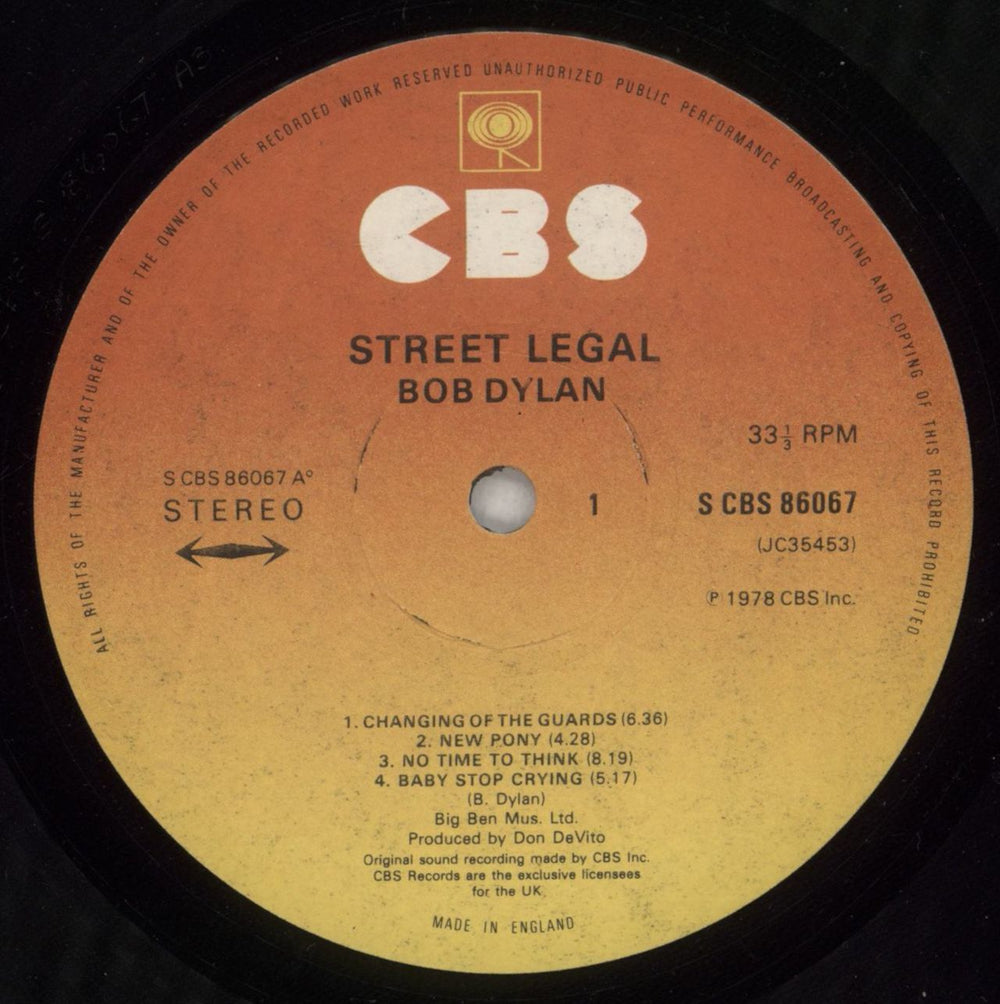 ALL RIGHTS OF THE MANUFACTURER AND OF THE OWNER OF THE RECORDED WORK RESERVED UNAUTHORIZED PUBLIC PERFORMANCE BROADCASTING AND COPYING OF THIS RECORD PROHIBITED
CBS
STREET LEGAL
BOB DYLAN
33⅓ RPM
S CBS 86067 A°
STEREO
1
S CBS 86067
(JC35453)
℗ 1978 CBS Inc.
1. CHANGING OF THE GUARDS (6.36)
2. NEW PONY (4.28)
3. NO TIME TO THINK (8.19)
4. BABY STOP CRYING (5.17)
(B. Dylan)
Big Ben Mus. Ltd.
Produced by Don DeVito
Original sound recording made by CBS Inc.
CBS Records are the exclusive licensees
for the UK
MADE IN ENGLAND